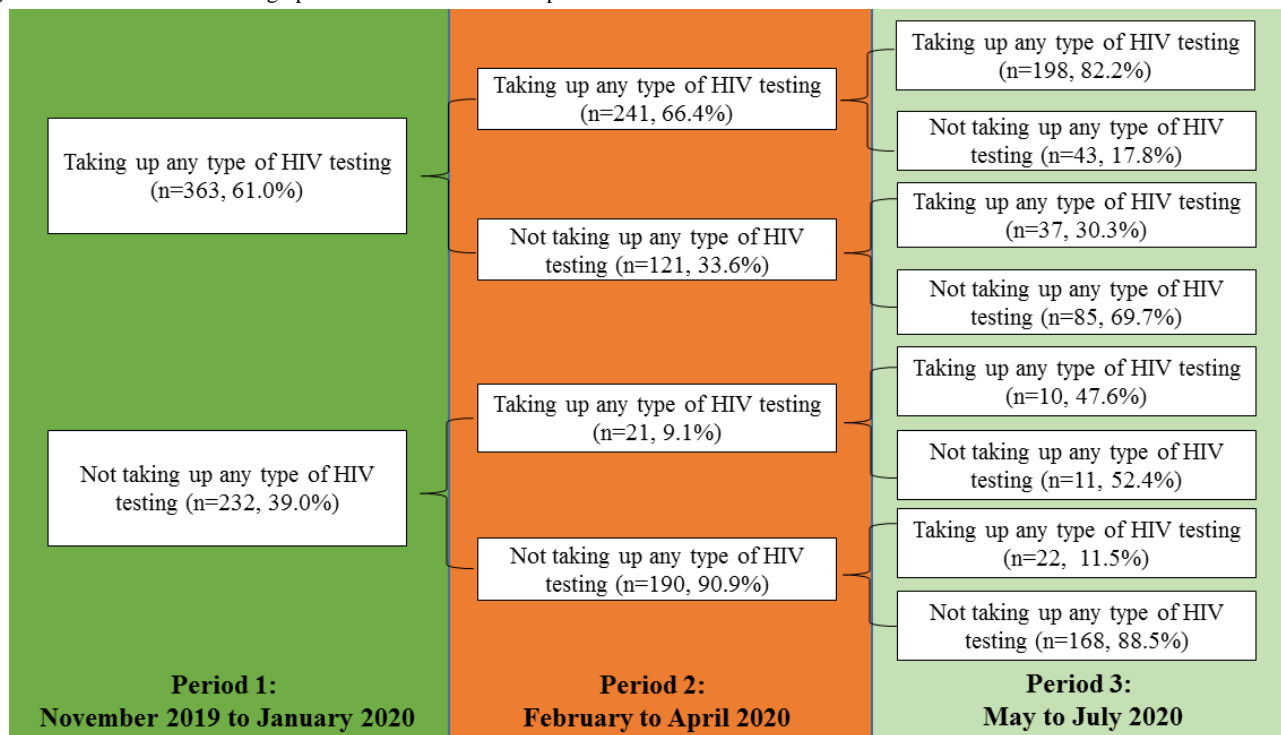 Taking up any type of HIV testing
(n=363, 61.0%)
Not taking up any type of HIV
testing (n=232, 39.0%)
Period 1:
November 2019 to January 2020
Taking up any type of HIV testing
(n=241, 66.4%)
Not taking up any type of HIV
testing (n=121, 33.6%)
Taking up any type of HIV testing
(n=21, 9.1%)
Not taking up any type of HIV
testing (n=190, 90.9%)
Period 2:
February to April 2020
Taking up any type of HIV testing
(n=198, 82.2%)
Not taking up any type of HIV
testing (n=43, 17.8%)
Taking up any type of HIV testing
(n=37, 30.3%)
Not taking up any type of HIV
testing (n=85, 69.7%)
Taking up any type of HIV testing
(n=10, 47.6%)
Not taking up any type of HIV
testing (n=11, 52.4%)
Taking up any type of HIV testing
(n=22, 11.5%)
Not taking up any type of HIV
testing (n=168, 88.5%)
Period 3:
May to July 2020